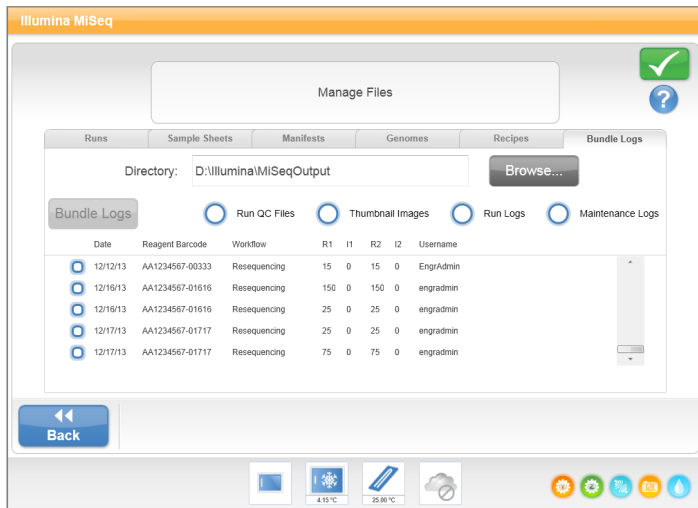 Illumina MiSeq
Manage Files
Runs Sample Sheets Manifests Genomes Recipes Bundle Logs
Directory: D:\Illumina\MiSeqOutput Browse...
Bundle Logs Run QC Files Thumbnail Images Run Logs Maintenance Logs
Date Reagent Barcode Workflow R1 I1 R2 I2 Username
12/12/13 AA1234567-00333 Resequencing 15 0 15 0 EngrAdmin
12/16/13 AA1234567-01616 Resequencing 150 0 150 0 engradmin
12/16/13 AA1234567-01616 Resequencing 25 0 25 0 engradmin
12/17/13 AA1234567-01717 Resequencing 25 0 25 0 engradmin
12/17/13 AA1234567-01717 Resequencing 75 0 75 0 engradmin
Back
4.15 °C 25.00 °C